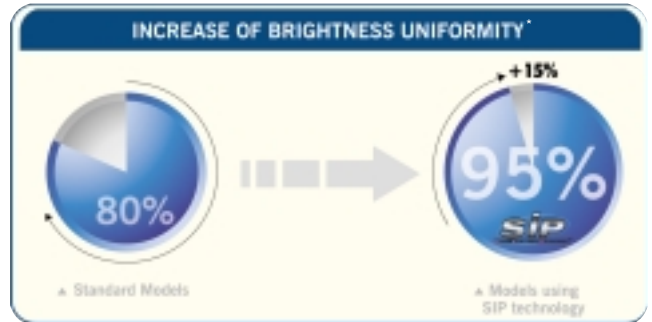 INCREASE OF BRIGHTNESS UNIFORMITY*
+15%
80%
95%
SIP
▲ Standard Models
▲ Models using
SIP technology